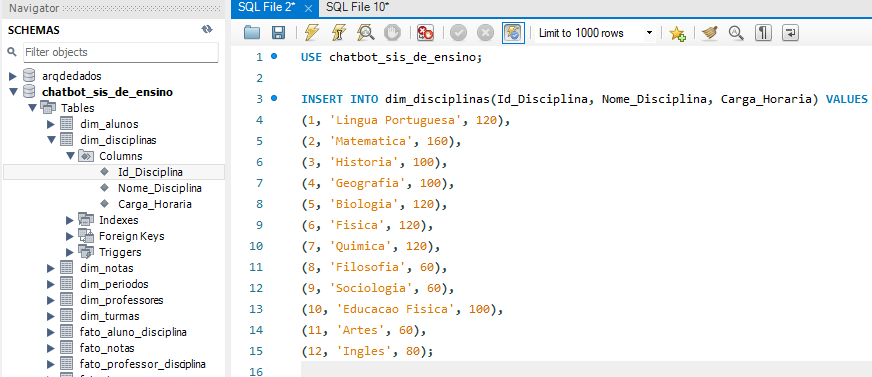 Navigator
SCHEMAS
Filter objects
arqdedados
chatbot_sis_de_ensino
Tables
dim_alunos
dim_disciplinas
Columns
Id_Disciplina
Nome_Disciplina
Carga_Horaria
Indexes
Foreign Keys
Triggers
dim_notas
dim_periodos
dim_professores
dim_turmas
fato_aluno_disciplina
fato_notas
fato_professor_disciplina
SQL File 2*
SQL File 10*
Limit to 1000 rows
1 USE chatbot_sis_de_ensino;
2
3 INSERT INTO dim_disciplinas(Id_Disciplina, Nome_Disciplina, Carga_Horaria) VALUES
4 (1, 'Lingua Portuguesa', 120),
5 (2, 'Matematica', 160),
6 (3, 'Historia', 100),
7 (4, 'Geografia', 100),
8 (5, 'Biologia', 120),
9 (6, 'Fisica', 120),
10 (7, 'Quimica', 120),
11 (8, 'Filosofia', 60),
12 (9, 'Sociologia', 60),
13 (10, 'Educacao Fisica', 100),
14 (11, 'Artes', 60),
15 (12, 'Ingles', 80);
16